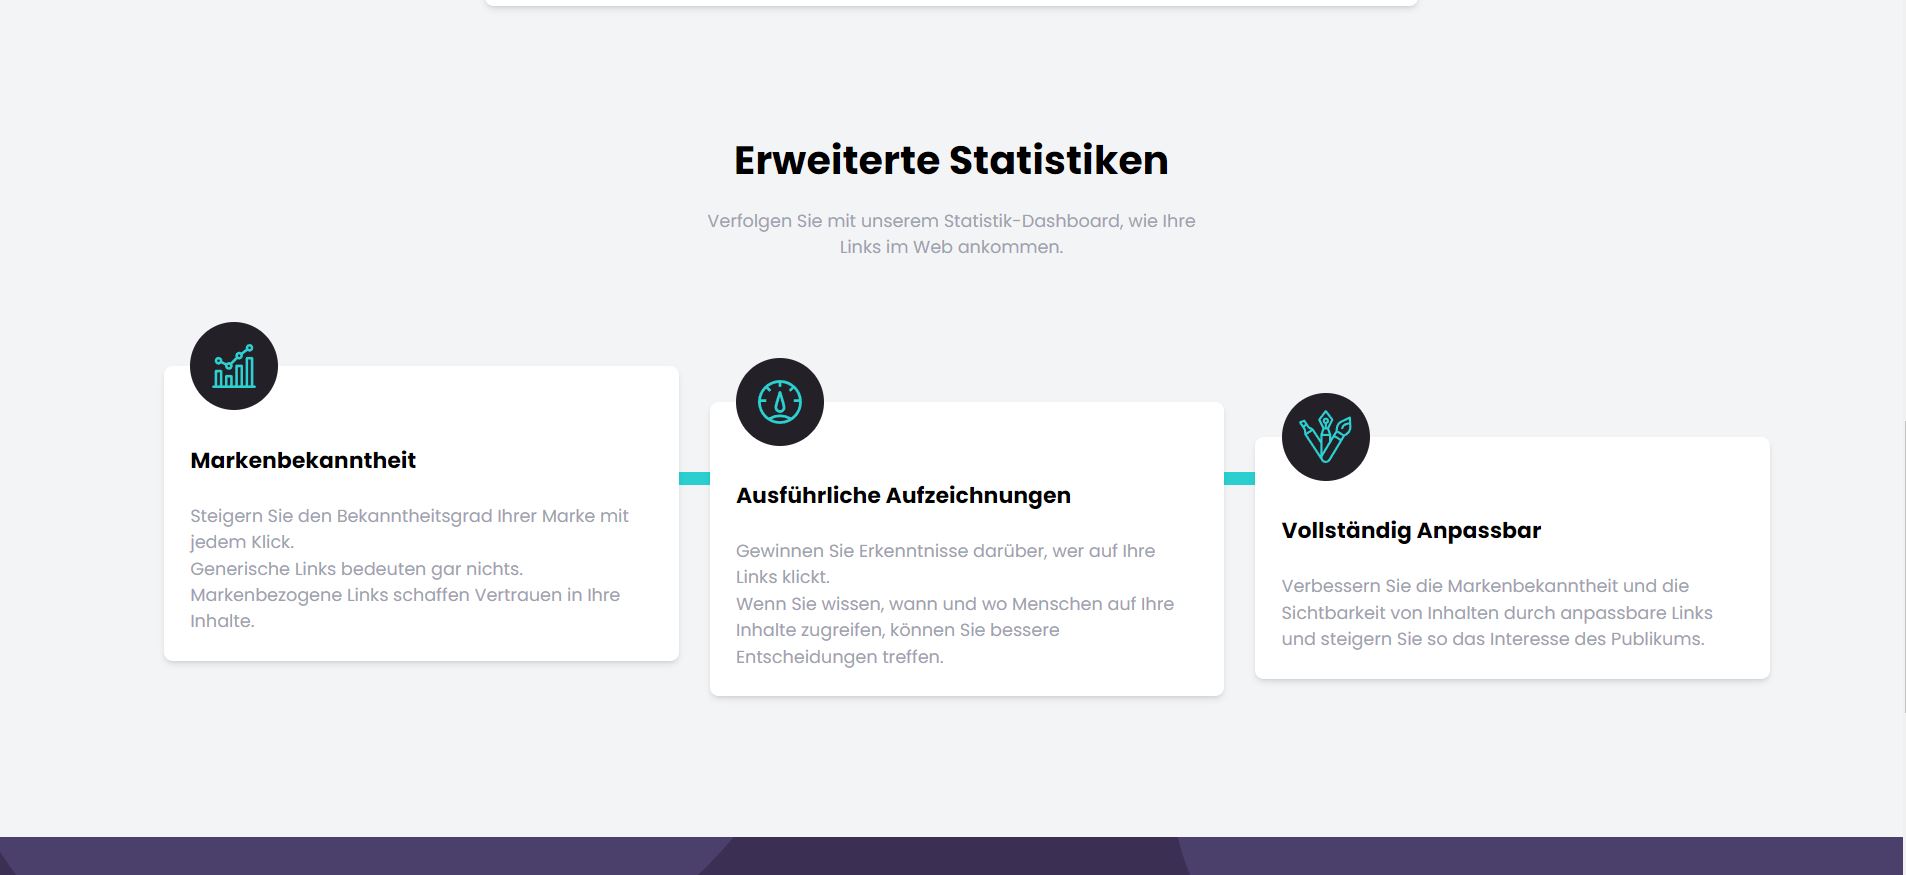 Erweiterte Statistiken
Verfolgen Sie mit unserem Statistik-Dashboard, wie Ihre
Links im Web ankommen.
Markenbekanntheit
Steigern Sie den Bekanntheitsgrad Ihrer Marke mit
jedem Klick.
Generische Links bedeuten gar nichts.
Markenbezogene Links schaffen Vertrauen in Ihre
Inhalte.
Ausführliche Aufzeichnungen
Gewinnen Sie Erkenntnisse darüber, wer auf Ihre
Links klickt.
Wenn Sie wissen, wann und wo Menschen auf Ihre
Inhalte zugreifen, können Sie bessere
Entscheidungen treffen.
Vollständig Anpassbar
Verbessern Sie die Markenbekanntheit und die
Sichtbarkeit von Inhalten durch anpassbare Links
und steigern Sie so das Interesse des Publikums.